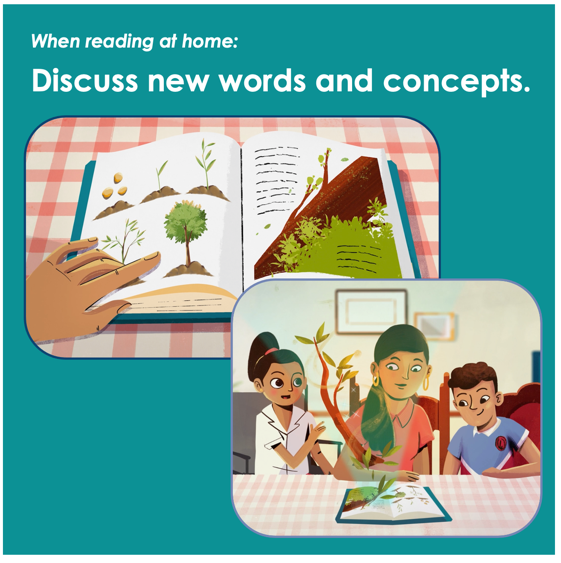 When reading at home:
Discuss new words and concepts.